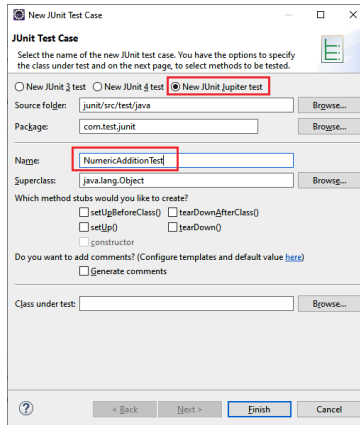 New JUnit Test Case
JUnit Test Case
Select the name of the new JUnit test case. You have the options to specify
the class under test and on the next page, to select methods to be tested.
New JUnit 3 test New JUnit 4 test New JUnit Jupiter test
Source folder: junit/src/test/java Browse...
Package: com.test.junit Browse...
Name: NumericAdditionTest
Superclass: java.lang.Object Browse...
Which method stubs would you like to create?
setUpBeforeClass() tearDownAfterClass()
setUp() tearDown()
constructor
Do you want to add comments? (Configure templates and default value here)
Generate comments
Class under test: Browse...
? < Back Next > Finish Cancel